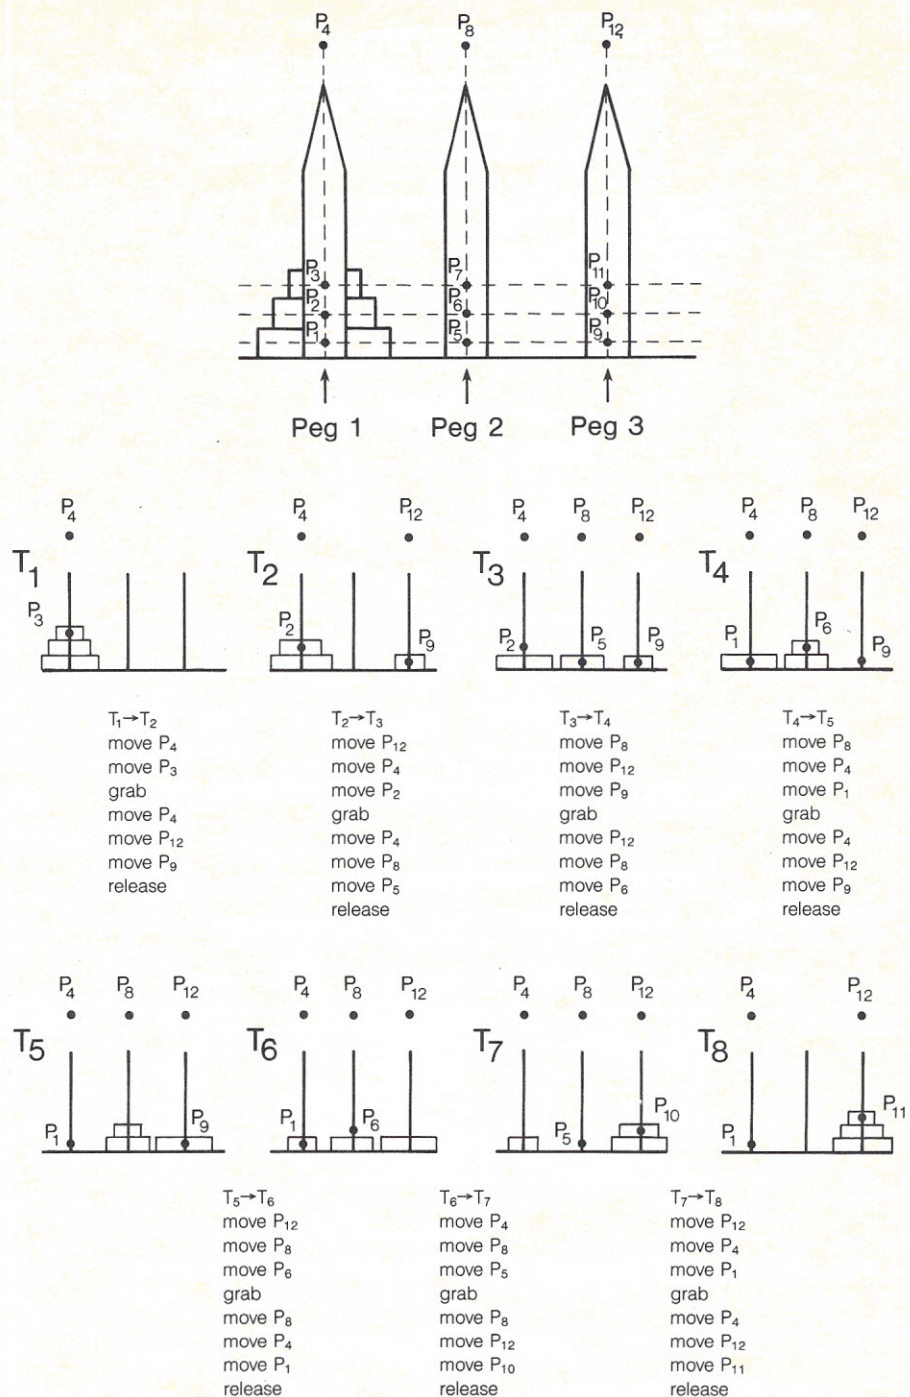 P₄ P₈ P₁₂
P₃ P₇ P₁₁
P₂ P₆ P₁₀
P₁ P₅ P₉
Peg 1 Peg 2 Peg 3
P₄
T₁
P₃
P₄ P₁₂
T₂
P₂
P₉
P₄ P₈ P₁₂
T₃
P₂ P₅ P₉
P₄ P₈ P₁₂
T₄
P₁ P₆ P₉
T₁→T₂
move P₄
move P₃
grab
move P₄
move P₁₂
move P₉
release
T₂→T₃
move P₁₂
move P₄
move P₂
grab
move P₄
move P₈
move P₅
release
T₃→T₄
move P₈
move P₁₂
move P₉
grab
move P₁₂
move P₈
move P₆
release
T₄→T₅
move P₈
move P₄
move P₁
grab
move P₄
move P₁₂
move P₉
release
P₄ P₈ P₁₂
T₅
P₁ P₉
P₄ P₈ P₁₂
T₆
P₁ P₆
P₄ P₈ P₁₂
T₇
P₅ P₁₀
P₄ P₁₂
T₈
P₁ P₁₁
T₅→T₆
move P₁₂
move P₈
move P₆
grab
move P₈
move P₄
move P₁
release
T₆→T₇
move P₄
move P₈
move P₅
grab
move P₈
move P₁₂
move P₁₀
release
T₇→T₈
move P₁₂
move P₄
move P₁
grab
move P₄
move P₁₂
move P₁₁
release